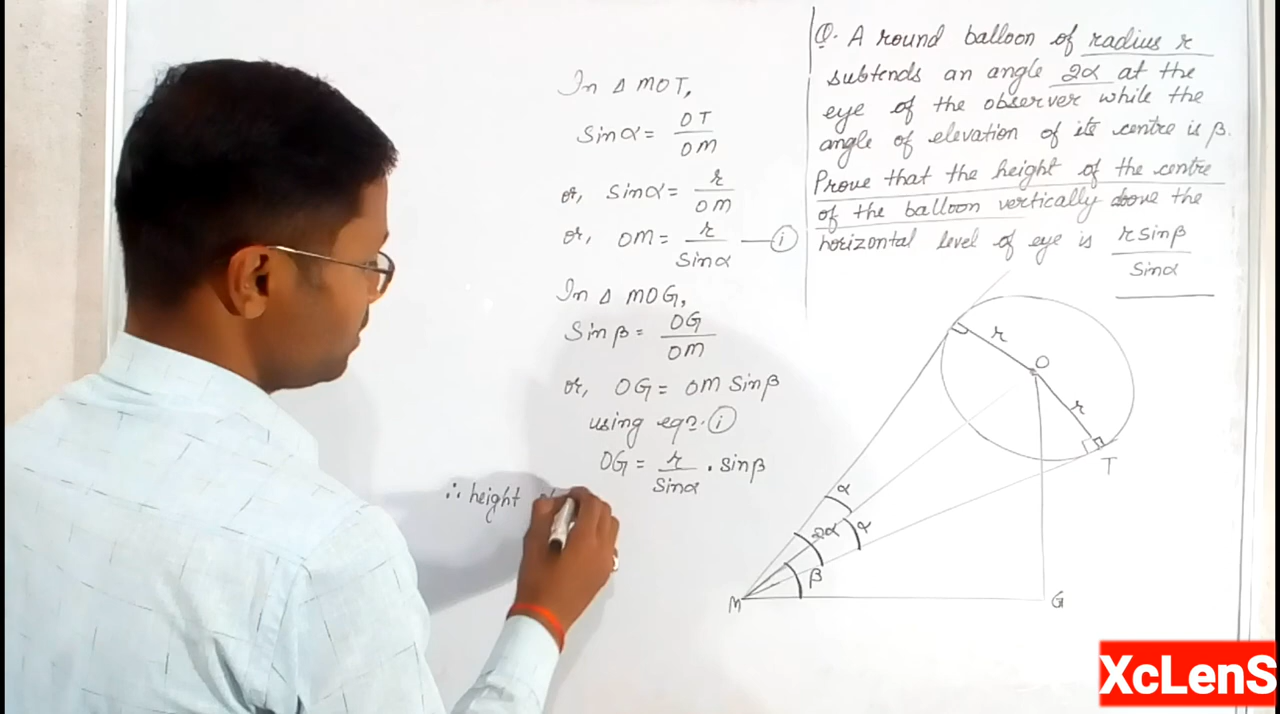 In Δ MOT,
Sinα = OT / OM
or, Sinα = r / OM
or, OM = r / Sinα — (i)
In Δ MOG,
Sinβ = OG / OM
or, OG = OM Sinβ
using eqn. (i)
OG = r / Sinα . Sinβ
∴ height
Q. A round balloon of radius r
subtends an angle 2α at the
eye of the observer while the
angle of elevation of its centre is β.
Prove that the height of the centre
of the balloon vertically above the
horizontal level of eye is r sinβ / Sinα
r
O
r
T
α
2α
α
β
M
G
XcLenS